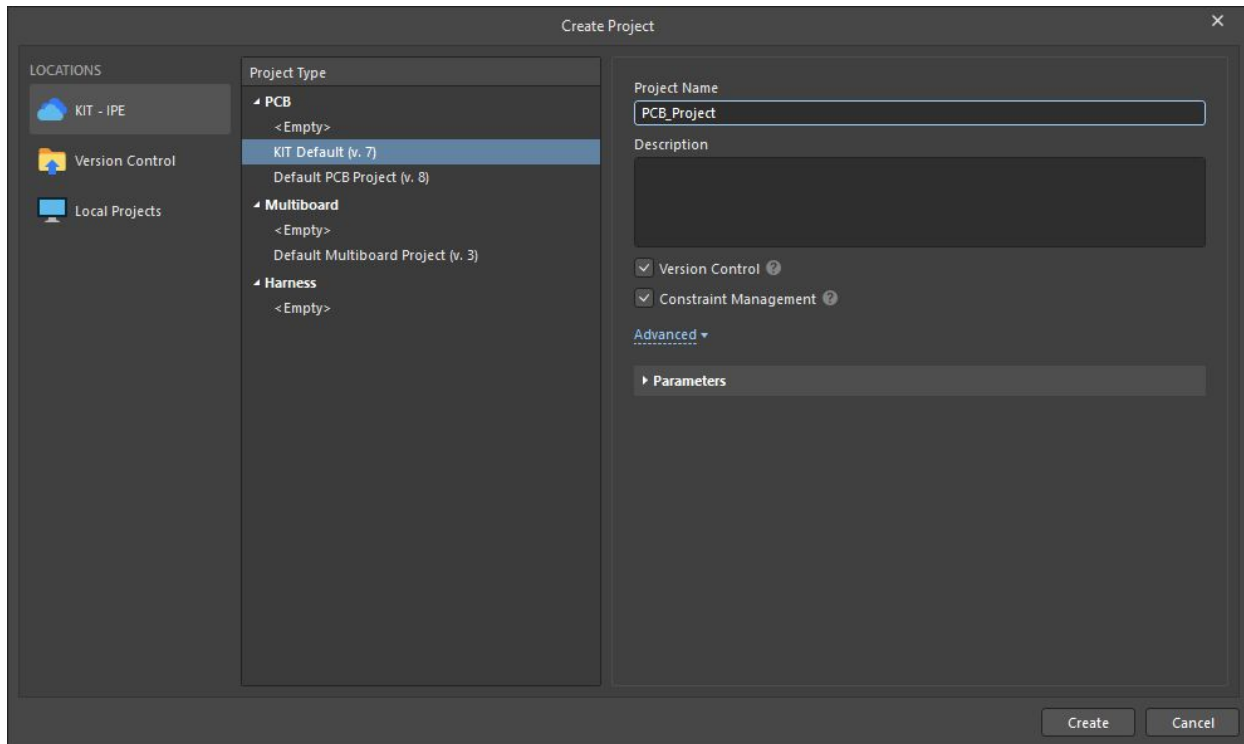 Create Project
LOCATIONS
KIT - IPE
Version Control
Local Projects
Project Type
PCB
<Empty>
KIT Default (v. 7)
Default PCB Project (v. 8)
Multiboard
<Empty>
Default Multiboard Project (v. 3)
Harness
<Empty>
Project Name
PCB_Project
Description
Version Control
Constraint Management
Advanced
Parameters
Create Cancel